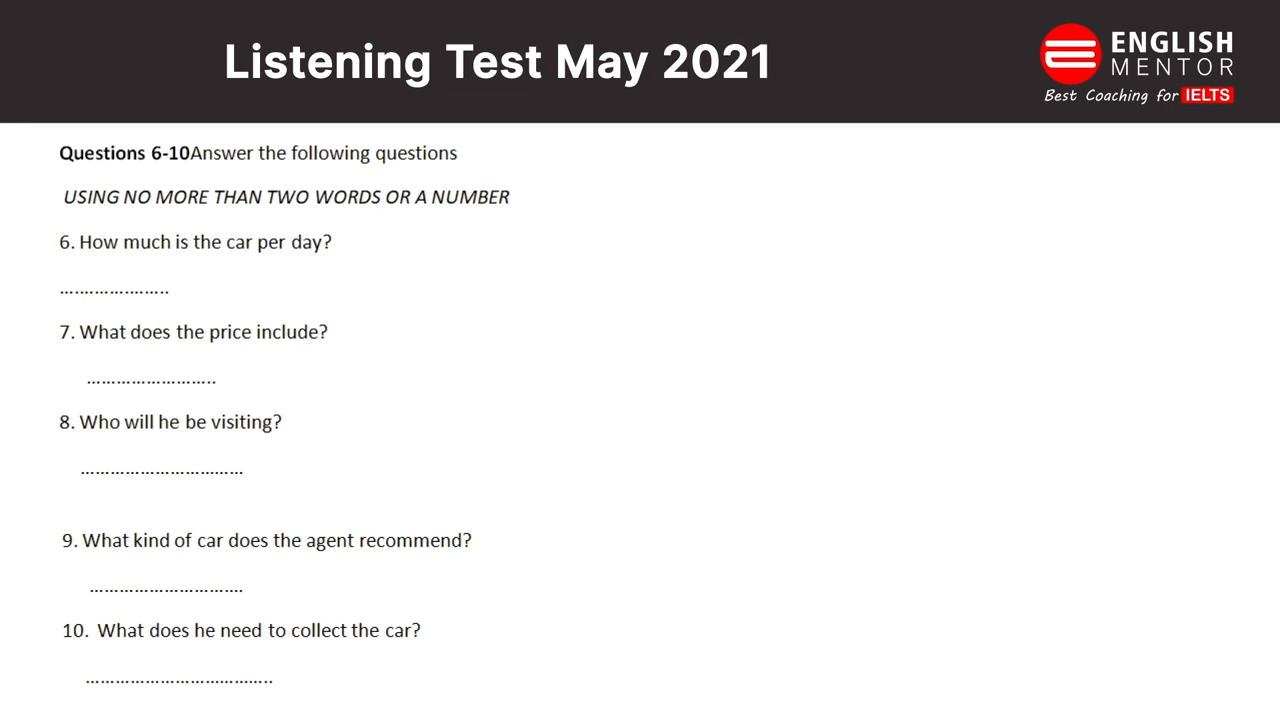 Listening Test May 2021
ENGLISH
MENTOR
Best Coaching for IELTS
Questions 6-10Answer the following questions
USING NO MORE THAN TWO WORDS OR A NUMBER
6. How much is the car per day?
……………………..
7. What does the price include?
……………………..
8. Who will he be visiting?
……………………………
9. What kind of car does the agent recommend?
………………………….
10. What does he need to collect the car?
………………………………..